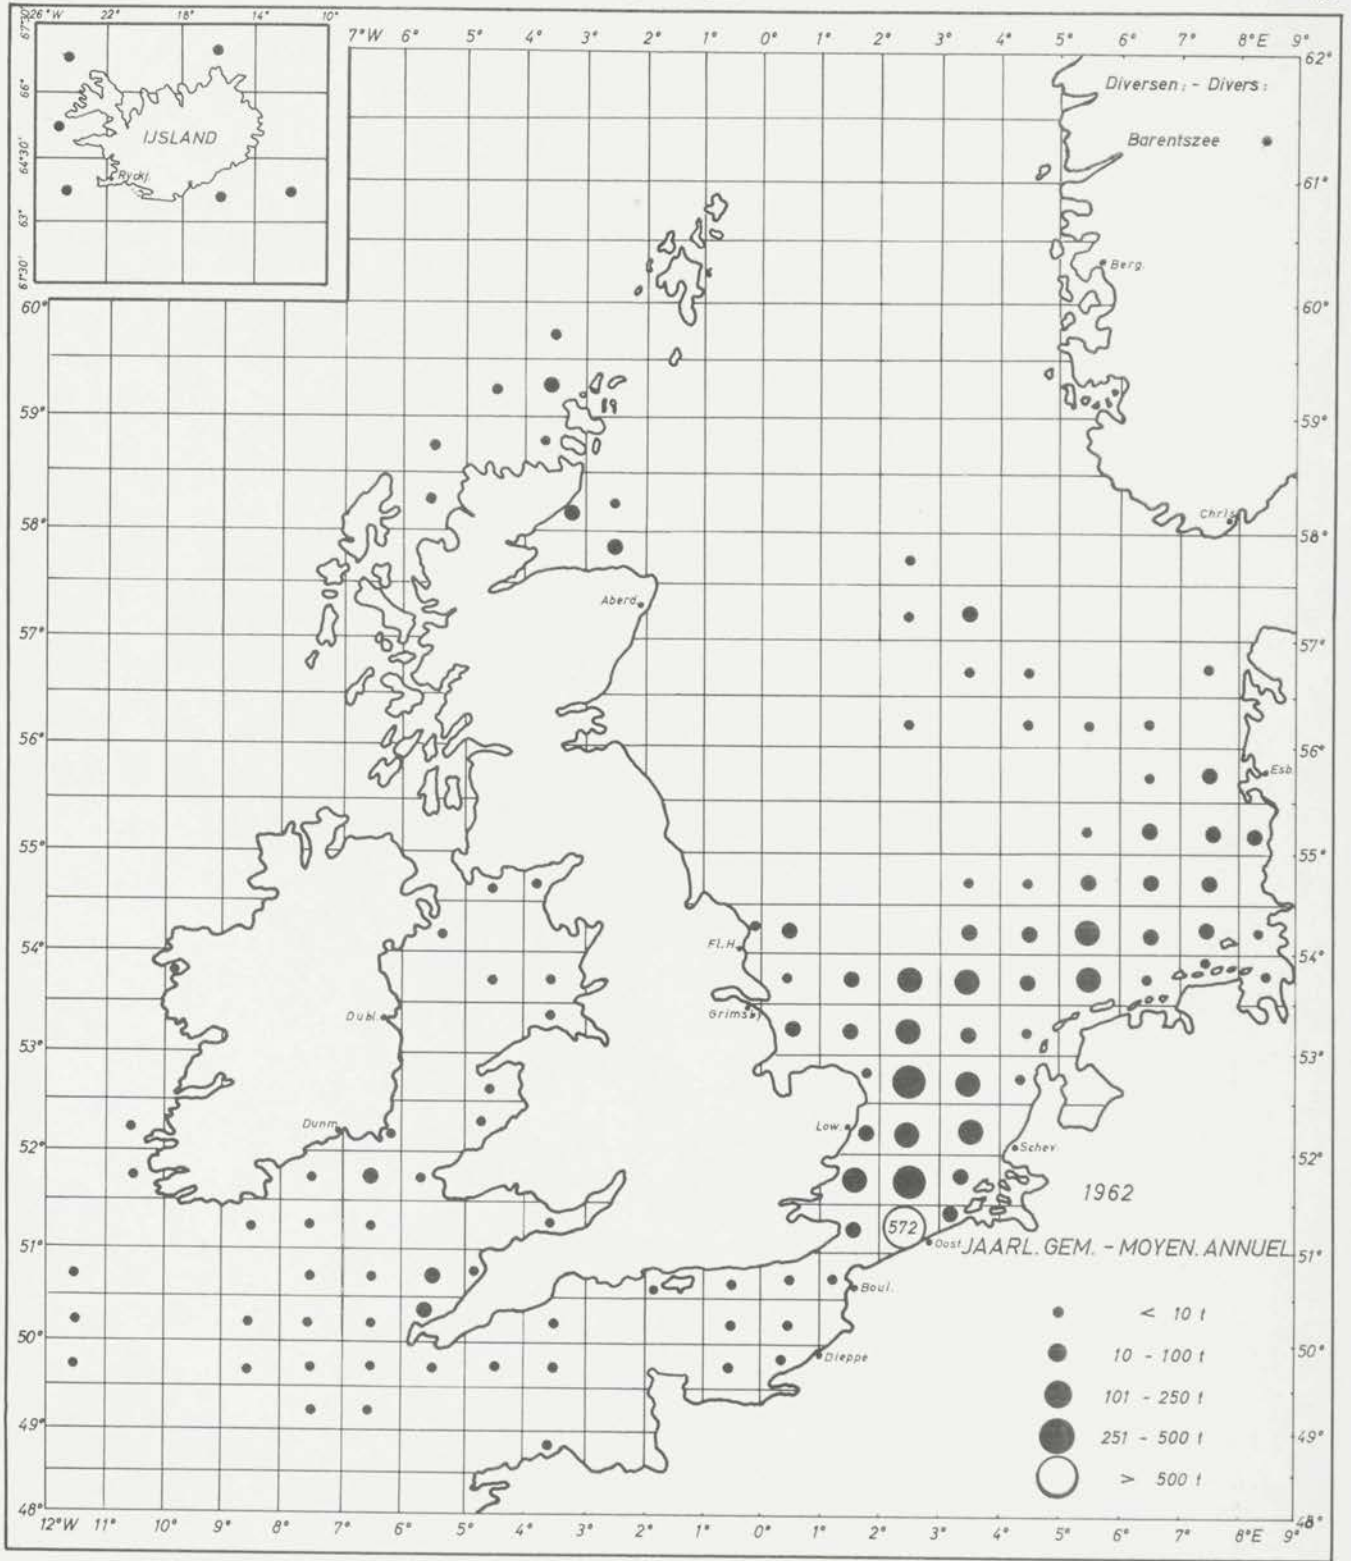 26°W 22° 18° 14° 10°
67°30'
66°
64°30'
63°
61°30'
IJSLAND
Ryckj.
7°W 6° 5° 4° 3° 2° 1° 0° 1° 2° 3° 4° 5° 6° 7° 8°E 9°
62°
Diversen: - Divers:
Barentszee
61°
Berg.
60° 60°
59° 59°
Chris
58° 58°
Aberd.
57° 57°
56° 56°
Esb.
55° 55°
54° 54°
Fl.H.
Grimsby
Dubl.
53° 53°
Dunm.
Low.
Schev.
52° 52°
1962
572
Oost.
JAARL. GEM. - MOYEN. ANNUEL
51° 51°
Boul.
< 10 t
50° 50°
Dieppe
10 - 100 t
101 - 250 t
49° 49°
251 - 500 t
> 500 t
48° 48°
12°W 11° 10° 9° 8° 7° 6° 5° 4° 3° 2° 1° 0° 1° 2° 3° 4° 5° 6° 7° 8°E 9°